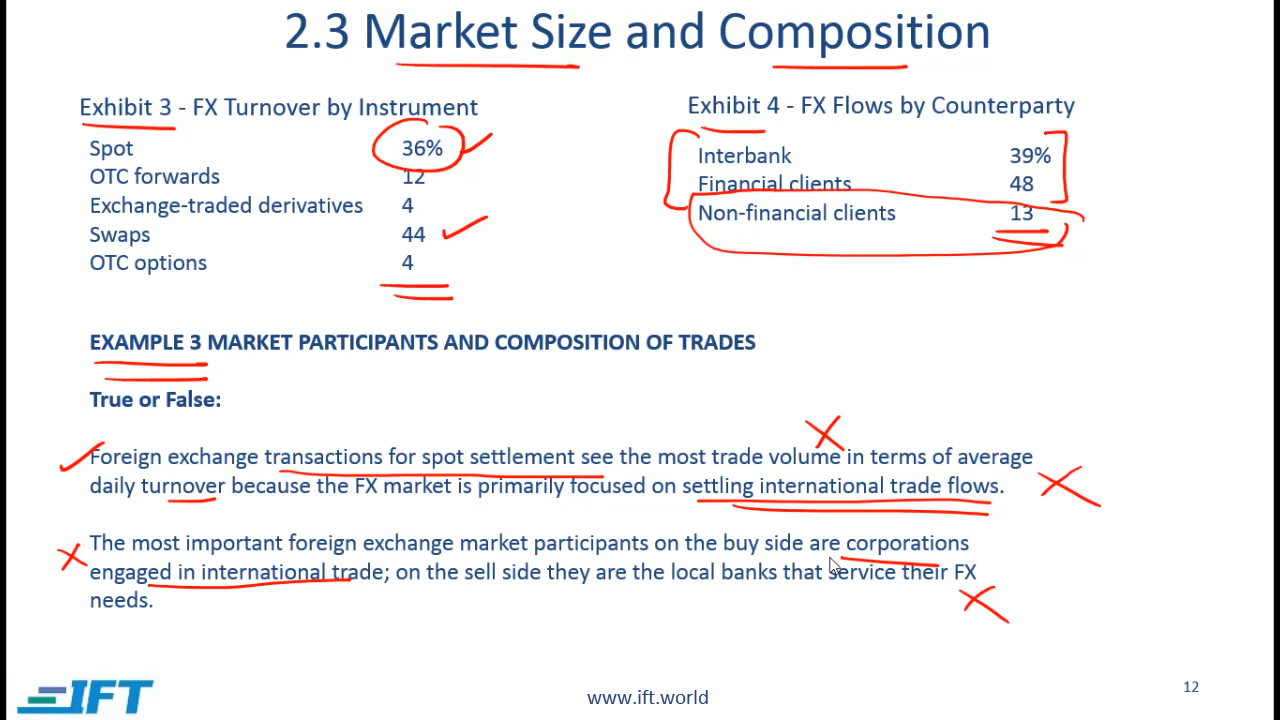 2.3 Market Size and Composition
Exhibit 3 - FX Turnover by Instrument
Spot 36%
OTC forwards 12
Exchange-traded derivatives 4
Swaps 44
OTC options 4
Exhibit 4 - FX Flows by Counterparty
Interbank 39%
Financial clients 48
Non-financial clients 13
EXAMPLE 3 MARKET PARTICIPANTS AND COMPOSITION OF TRADES
True or False:
Foreign exchange transactions for spot settlement see the most trade volume in terms of average
daily turnover because the FX market is primarily focused on settling international trade flows.
The most important foreign exchange market participants on the buy side are corporations
engaged in international trade; on the sell side they are the local banks that service their FX
needs.
IFT
www.ift.world
12